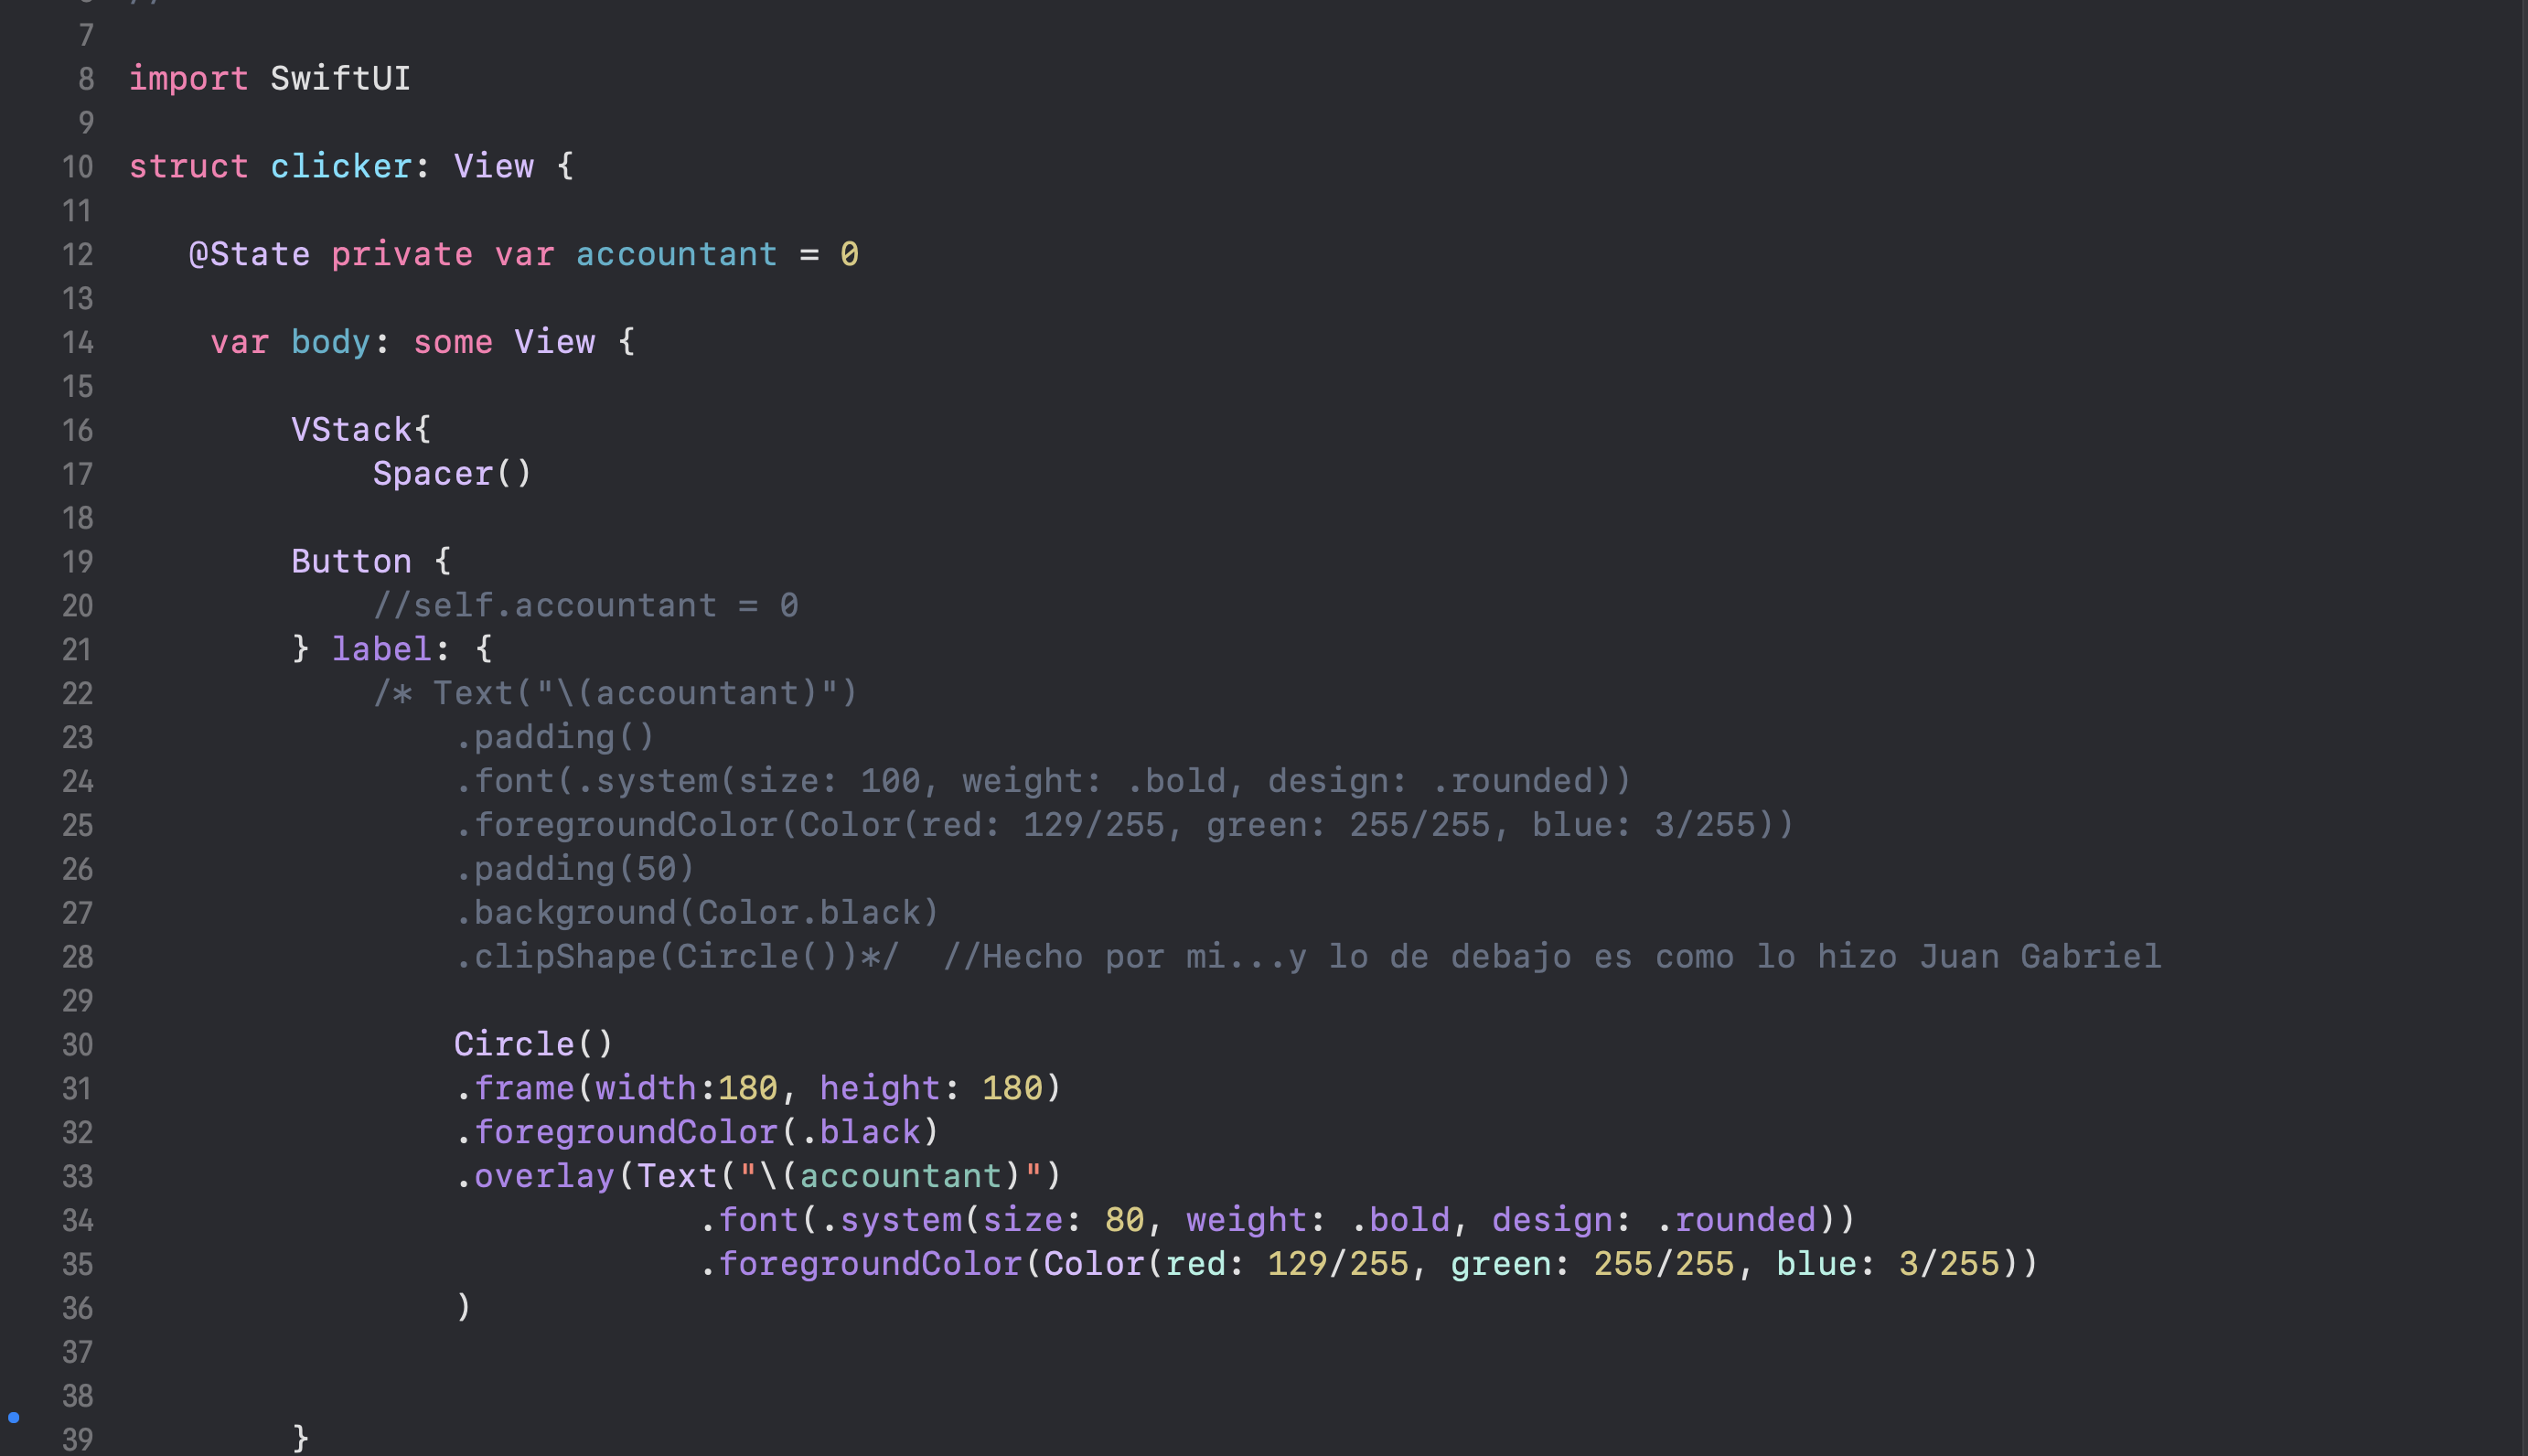 7
8 import SwiftUI
9
10 struct clicker: View {
11
12 @State private var accountant = 0
13
14 var body: some View {
15
16 VStack{
17 Spacer()
18
19 Button {
20 //self.accountant = 0
21 } label: {
22 /* Text("\(accountant)")
23 .padding()
24 .font(.system(size: 100, weight: .bold, design: .rounded))
25 .foregroundColor(Color(red: 129/255, green: 255/255, blue: 3/255))
26 .padding(50)
27 .background(Color.black)
28 .clipShape(Circle())*/ //Hecho por mi...y lo de debajo es como lo hizo Juan Gabriel
29
30 Circle()
31 .frame(width:180, height: 180)
32 .foregroundColor(.black)
33 .overlay(Text("\(accountant)")
34 .font(.system(size: 80, weight: .bold, design: .rounded))
35 .foregroundColor(Color(red: 129/255, green: 255/255, blue: 3/255))
36 )
37
38
39 }